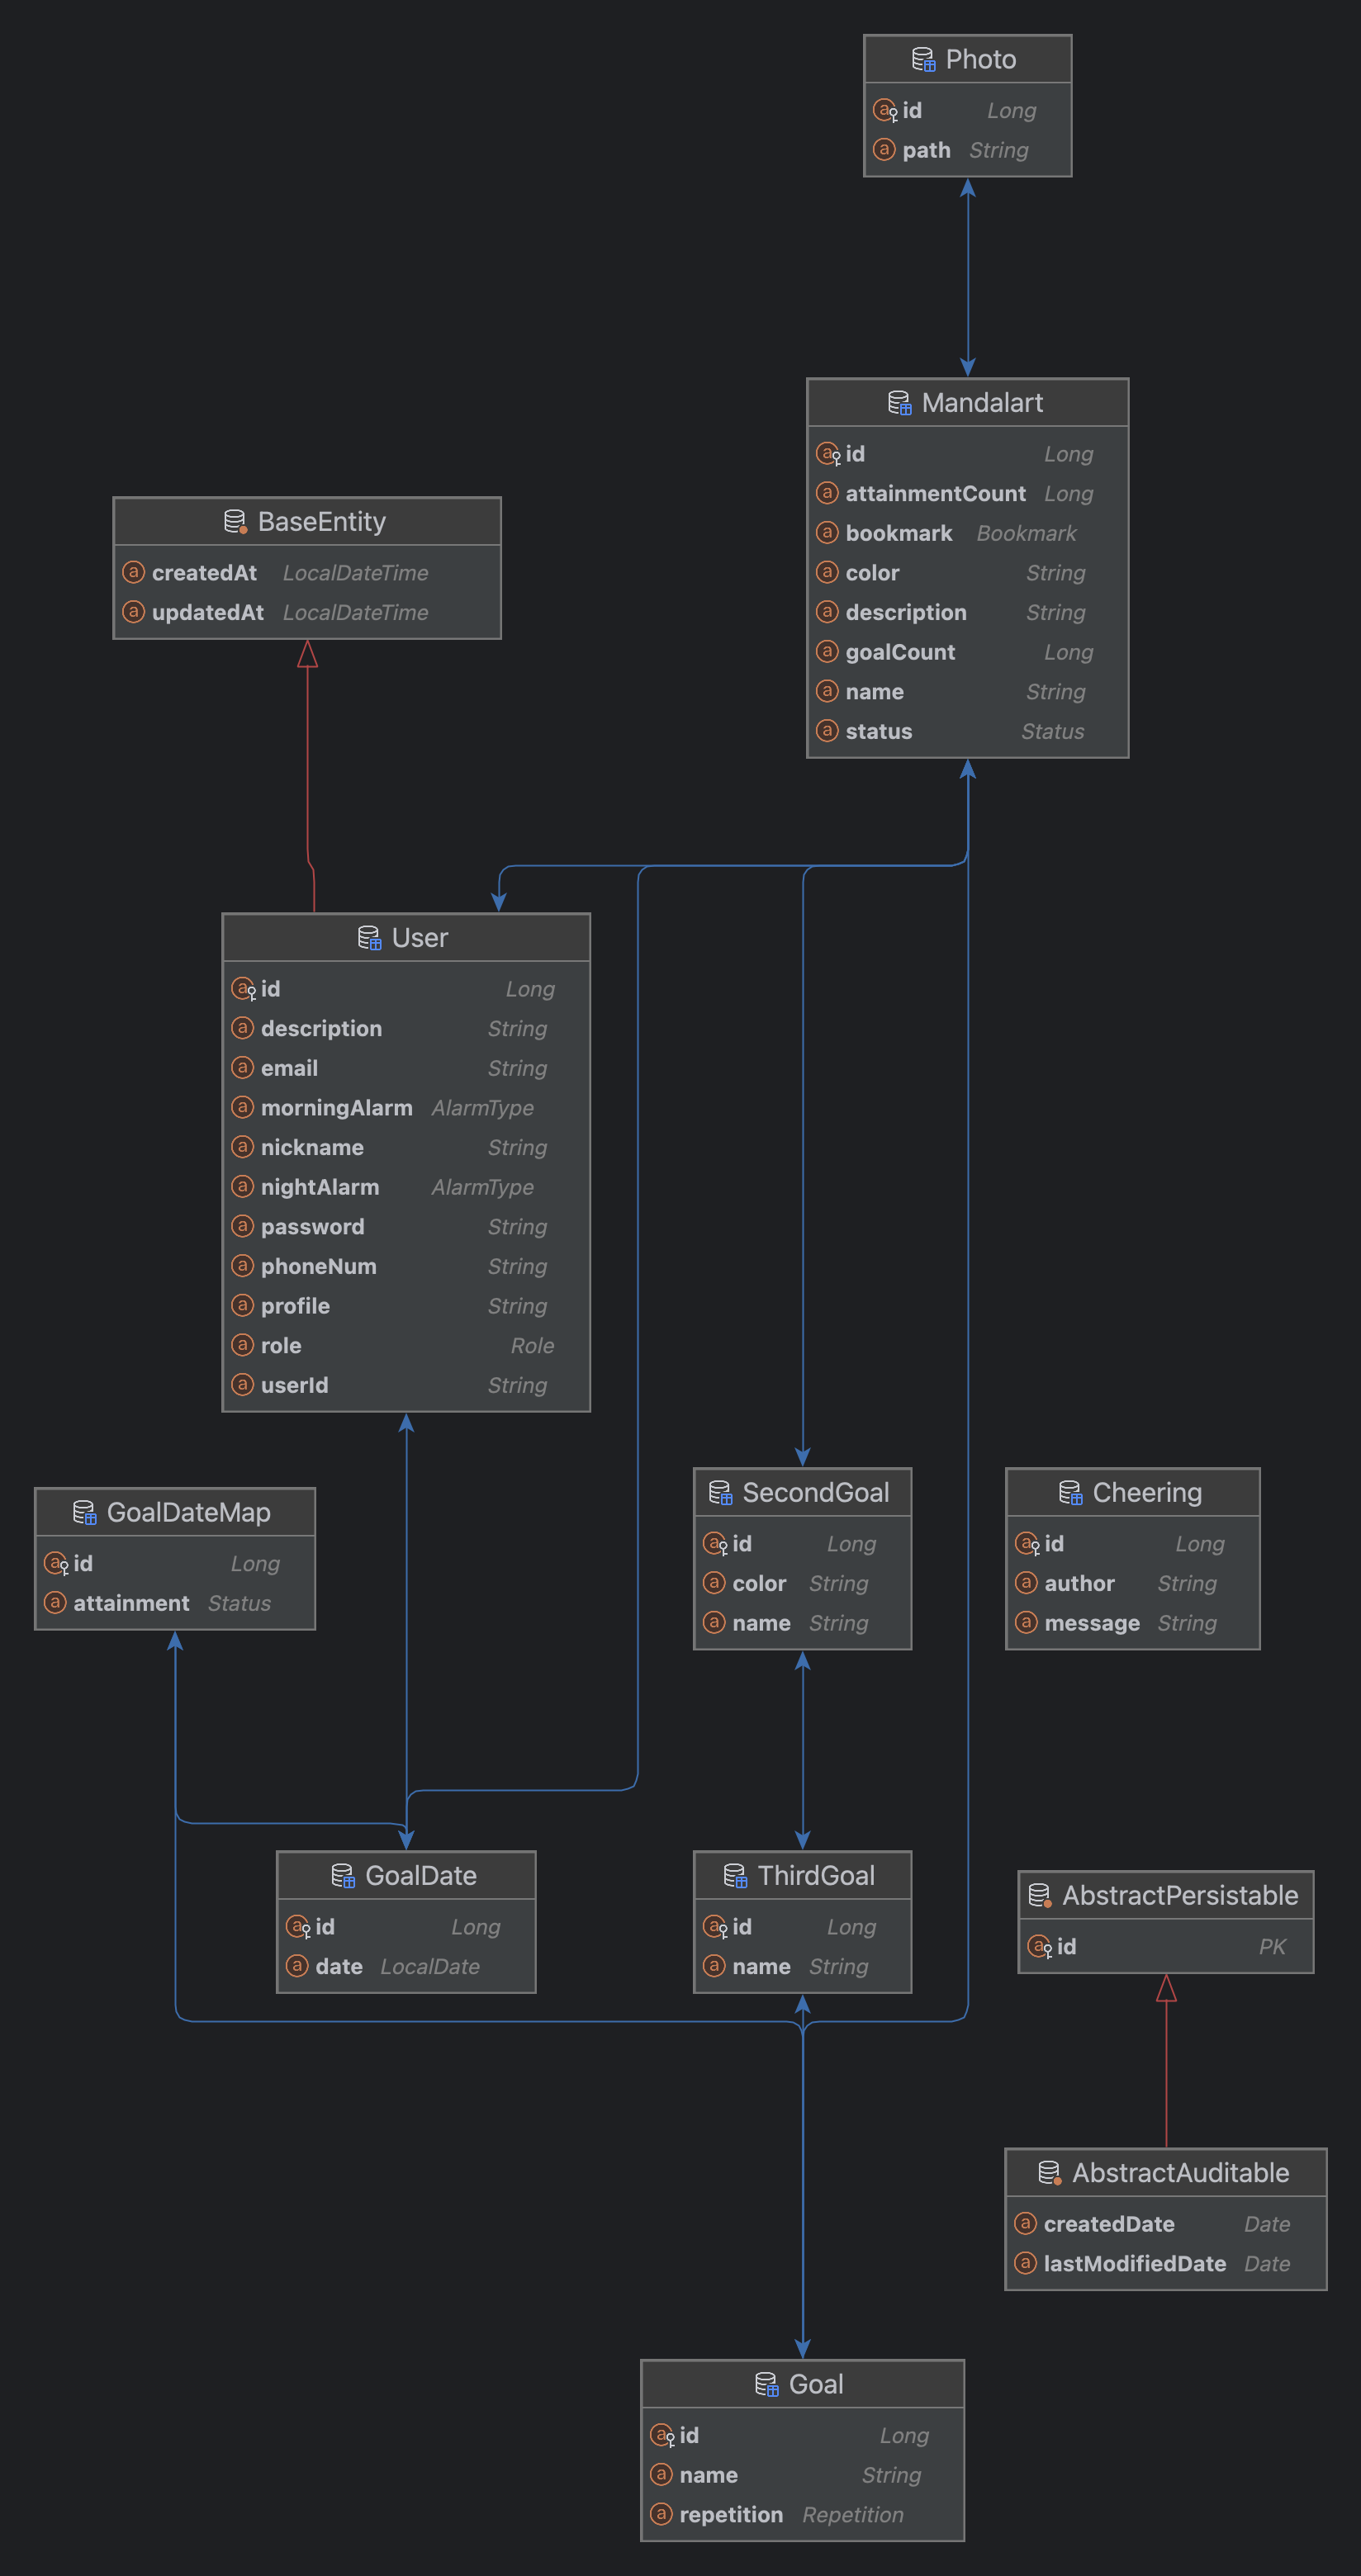 Photo
id Long
path String
Mandalart
id Long
attainmentCount Long
bookmark Bookmark
color String
description String
goalCount Long
name String
status Status
BaseEntity
createdAt LocalDateTime
updatedAt LocalDateTime
User
id Long
description String
email String
morningAlarm AlarmType
nickname String
nightAlarm AlarmType
password String
phoneNum String
profile String
role Role
userId String
GoalDateMap
id Long
attainment Status
SecondGoal
id Long
color String
name String
Cheering
id Long
author String
message String
GoalDate
id Long
date LocalDate
ThirdGoal
id Long
name String
AbstractPersistable
id PK
AbstractAuditable
createdDate Date
lastModifiedDate Date
Goal
id Long
name String
repetition Repetition